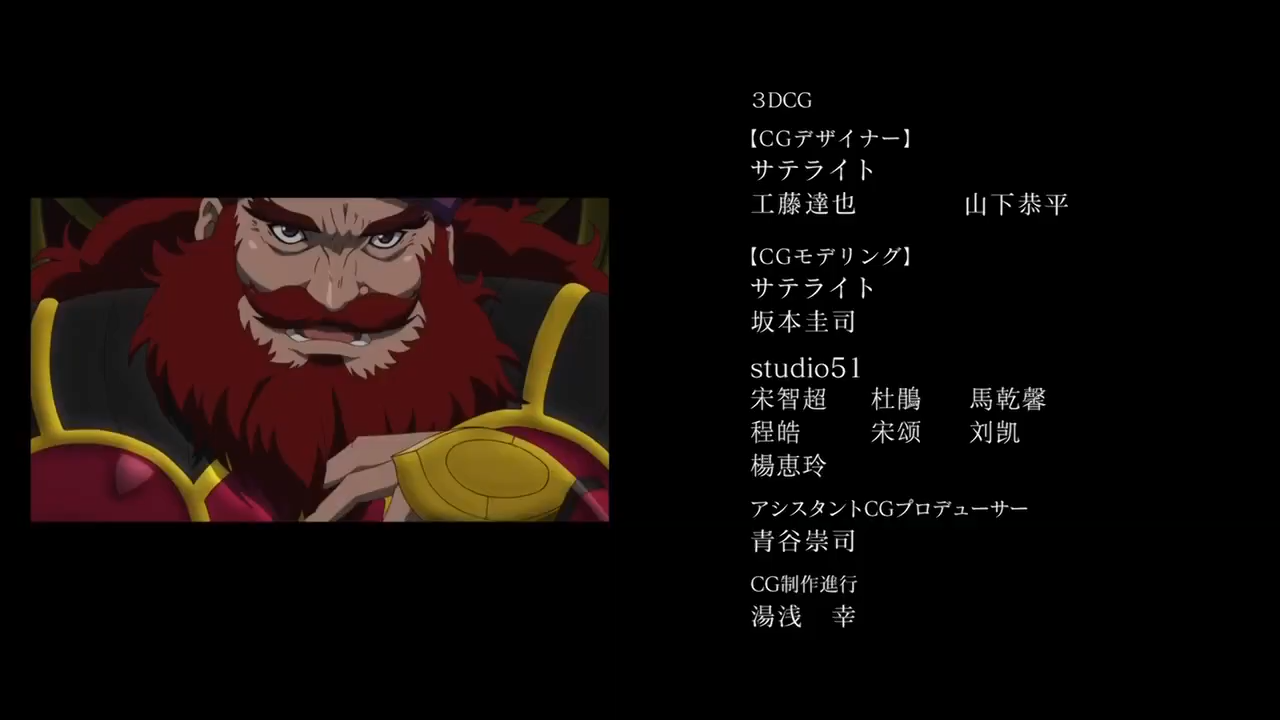 ３DCG
【CGデザイナー】
サテライト
工藤達也 山下恭平
【CGモデリング】
サテライト
坂本圭司
studio51
宋智超 杜鵑 馬乾馨
程皓 宋颂 刘凯
楊恵玲
アシスタントCGプロデューサー
青谷崇司
CG制作進行
湯浅 幸